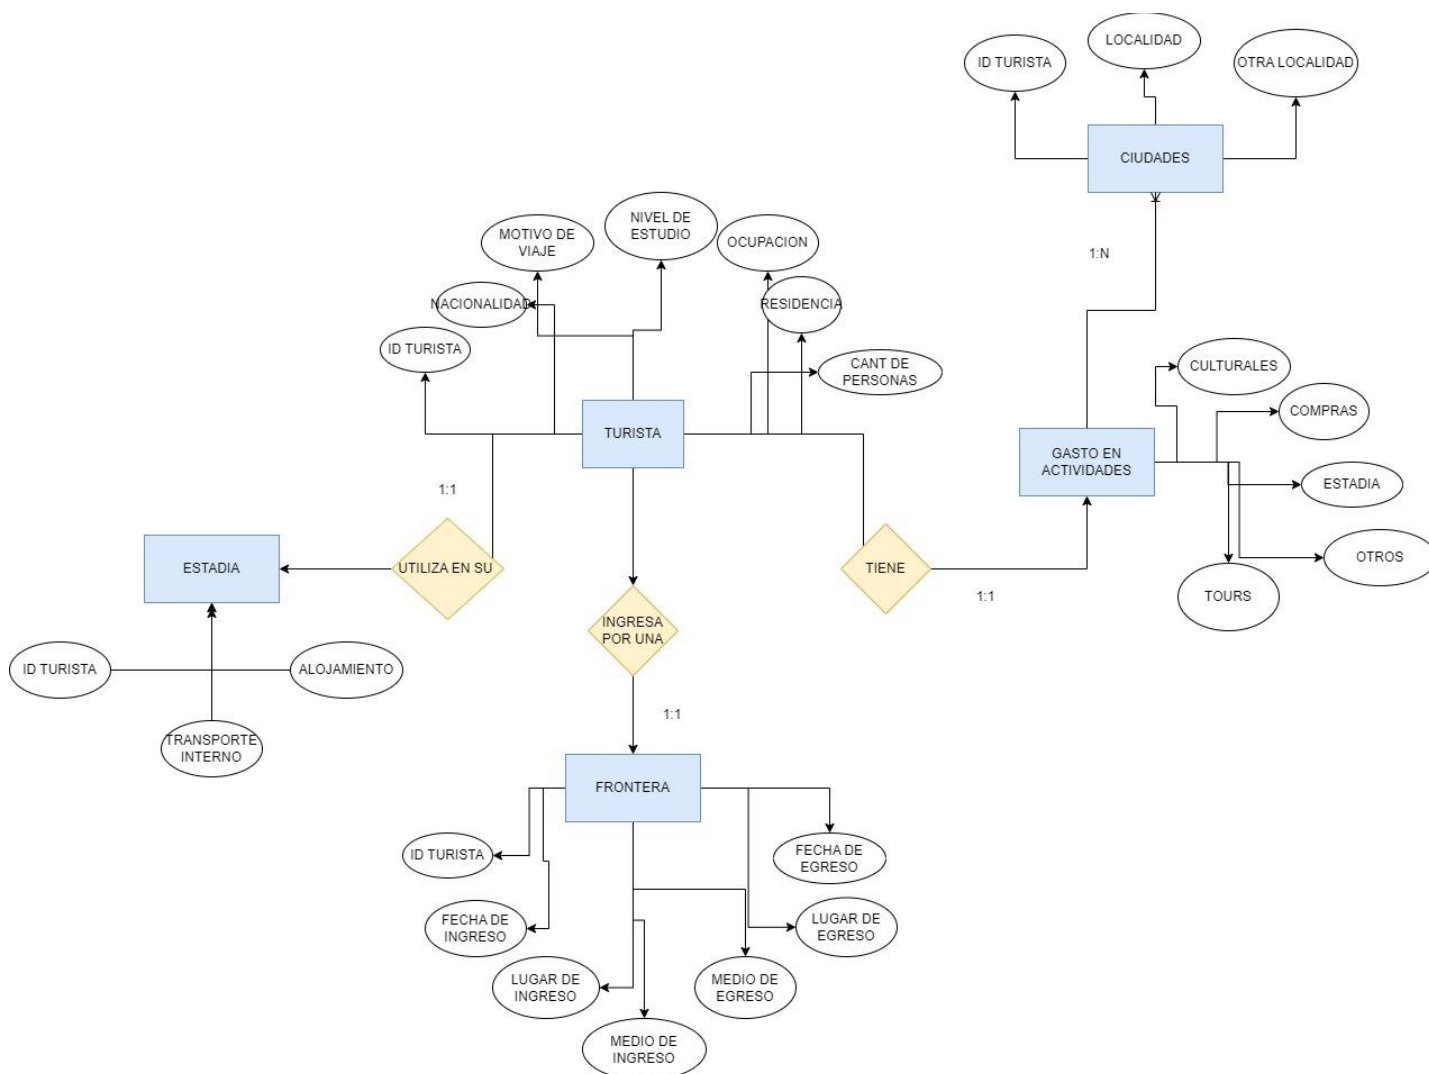 LOCALIDAD
ID TURISTA
OTRA LOCALIDAD
CIUDADES
1:N
NIVEL DE
ESTUDIO
MOTIVO DE
VIAJE
OCUPACION
NACIONALIDAD
RESIDENCIA
ID TURISTA
CANT DE
PERSONAS
TURISTA
CULTURALES
COMPRAS
GASTO EN
ACTIVIDADES
ESTADIA
OTROS
TOURS
1:1
ESTADIA
UTILIZA EN SU
TIENE
1:1
INGRESA
POR UNA
ID TURISTA
ALOJAMIENTO
TRANSPORTE
INTERNO
1:1
FRONTERA
ID TURISTA
FECHA DE
EGRESO
FECHA DE
INGRESO
LUGAR DE
EGRESO
LUGAR DE
INGRESO
MEDIO DE
EGRESO
MEDIO DE
INGRESO